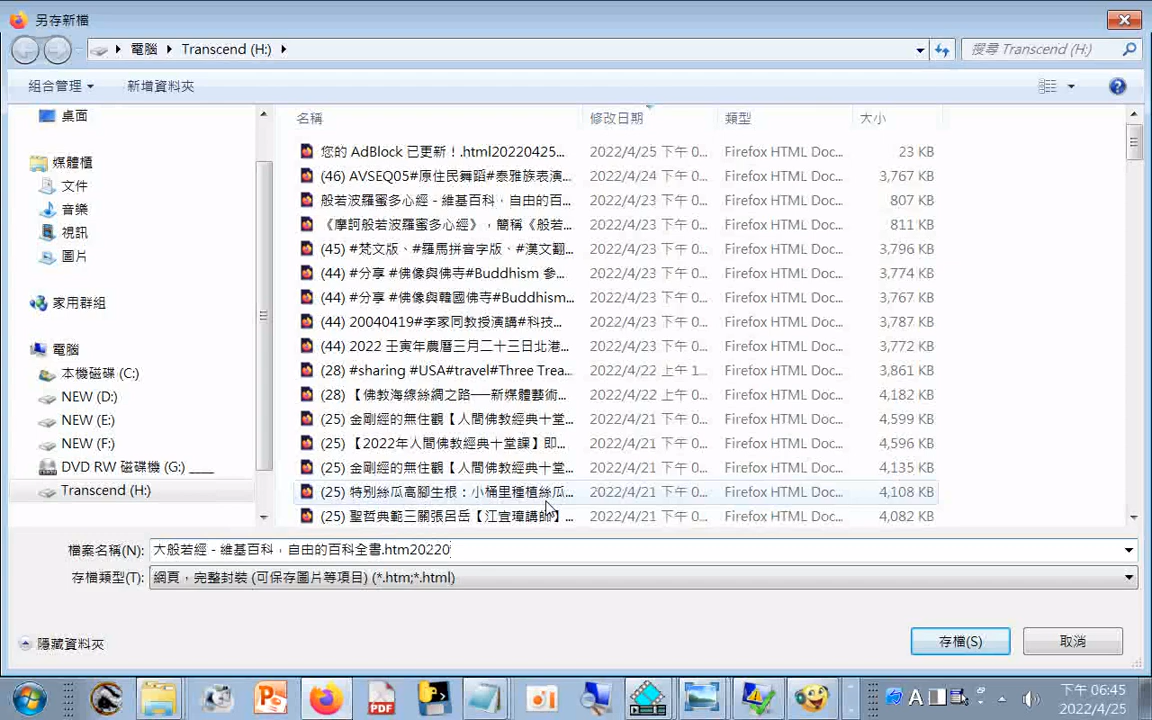 另存新檔
電腦 Transcend (H:) 搜尋 Transcend (H:)
組合管理 新增資料夾
名稱 修改日期 類型 大小
桌面
媒體櫃
文件
音樂
視訊
圖片
家用群組
電腦
本機磁碟 (C:)
NEW (D:)
NEW (E:)
NEW (F:)
DVD RW 磁碟機 (G:) ____
Transcend (H:)
您的 AdBlock 已更新！.html20220425... 2022/4/25 下午 0... Firefox HTML Doc... 23 KB
(46) AVSEQ05#原住民舞蹈#泰雅族表演... 2022/4/24 下午 0... Firefox HTML Doc... 3,767 KB
般若波羅蜜多心經 - 維基百科，自由的百... 2022/4/23 下午 0... Firefox HTML Doc... 807 KB
《摩訶般若波羅蜜多心經》，簡稱《般若... 2022/4/23 下午 0... Firefox HTML Doc... 811 KB
(45) #梵文版、#羅馬拼音字版、#漢文翻... 2022/4/23 下午 0... Firefox HTML Doc... 3,796 KB
(44) #分享 #佛像與佛寺#Buddhism 參... 2022/4/23 下午 0... Firefox HTML Doc... 3,774 KB
(44) #分享 #佛像與韓國佛寺#Buddhism... 2022/4/23 下午 0... Firefox HTML Doc... 3,767 KB
(44) 20040419#李家同教授演講#科技... 2022/4/23 下午 0... Firefox HTML Doc... 3,787 KB
(44) 2022 壬寅年農曆三月二十三日北港... 2022/4/23 下午 0... Firefox HTML Doc... 3,772 KB
(28) #sharing #USA#travel#Three Trea... 2022/4/22 上午 1... Firefox HTML Doc... 3,861 KB
(28) 【佛教海線絲綢之路──新媒體藝術... 2022/4/22 上午 0... Firefox HTML Doc... 4,182 KB
(25) 金剛經的無住觀【人間佛教經典十堂... 2022/4/21 下午 0... Firefox HTML Doc... 4,599 KB
(25) 【2022年人間佛教經典十堂課】即... 2022/4/21 下午 0... Firefox HTML Doc... 4,596 KB
(25) 金剛經的無住觀【人間佛教經典十堂... 2022/4/21 下午 0... Firefox HTML Doc... 4,135 KB
(25) 特別絲瓜高腳生根：小桶里種植絲瓜... 2022/4/21 下午 0... Firefox HTML Doc... 4,108 KB
(25) 聖哲典範三關張呂岳【江宜璋講師】... 2022/4/21 下午 0... Firefox HTML Doc... 4,082 KB
檔案名稱(N): 大般若經 - 維基百科，自由的百科全書.htm20220
存檔類型(T): 網頁，完整封裝 (可保存圖片等項目) (*.htm;*.html)
隱藏資料夾 存檔(S) 取消
PDF
A
下午 06:45
2022/4/25